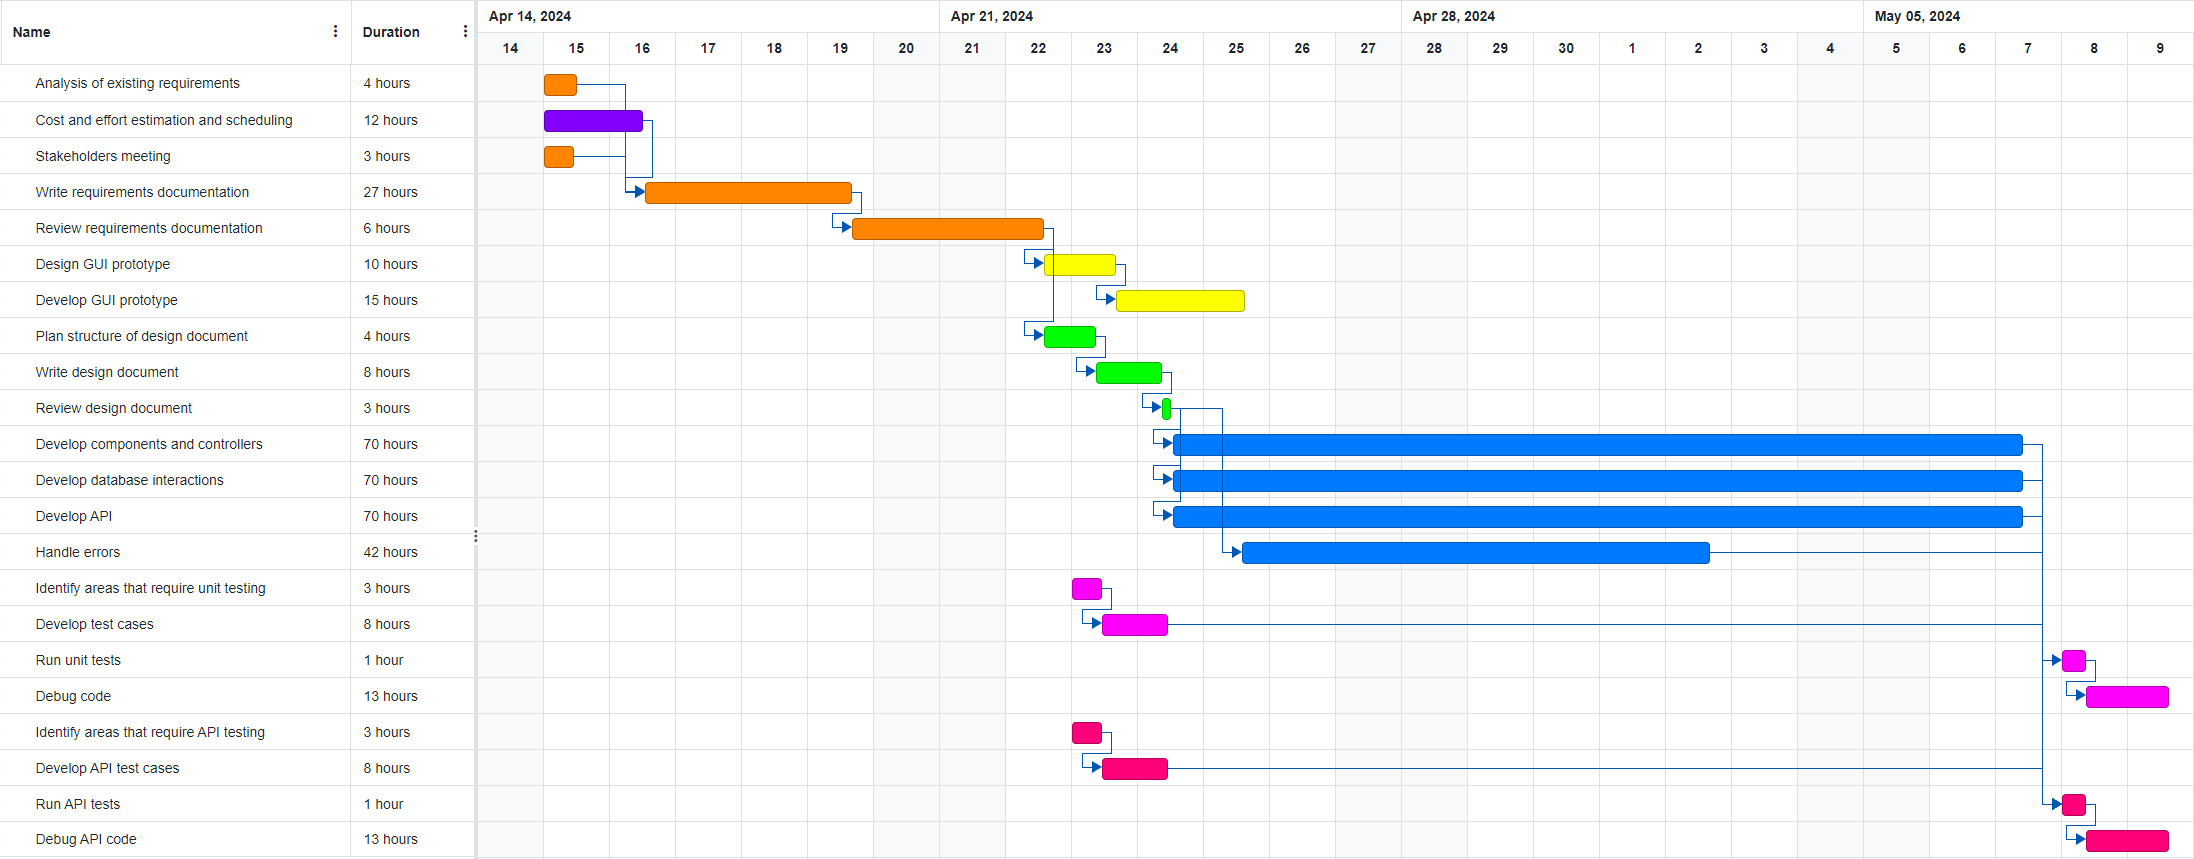 Name Duration Apr 14, 2024 Apr 21, 2024 Apr 28, 2024 May 05, 2024
14 15 16 17 18 19 20 21 22 23 24 25 26 27 28 29 30 1 2 3 4 5 6 7 8 9
Analysis of existing requirements 4 hours
Cost and effort estimation and scheduling 12 hours
Stakeholders meeting 3 hours
Write requirements documentation 27 hours
Review requirements documentation 6 hours
Design GUI prototype 10 hours
Develop GUI prototype 15 hours
Plan structure of design document 4 hours
Write design document 8 hours
Review design document 3 hours
Develop components and controllers 70 hours
Develop database interactions 70 hours
Develop API 70 hours
Handle errors 42 hours
Identify areas that require unit testing 3 hours
Develop test cases 8 hours
Run unit tests 1 hour
Debug code 13 hours
Identify areas that require API testing 3 hours
Develop API test cases 8 hours
Run API tests 1 hour
Debug API code 13 hours